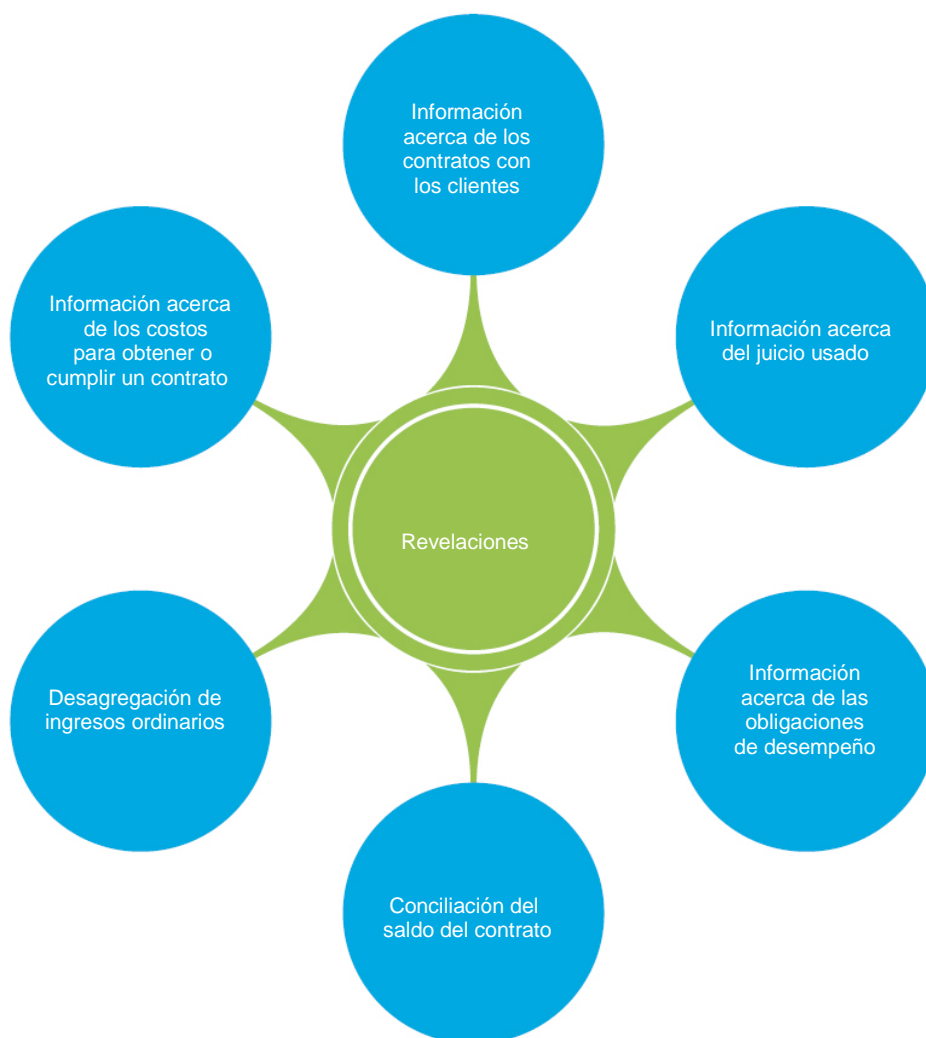 Información
acerca de los
contratos con
los clientes
Información acerca
de los costos
para obtener o
cumplir un contrato
Información acerca
del juicio usado
Revelaciones
Desagregación de
ingresos ordinarios
Información
acerca de las
obligaciones
de desempeño
Conciliación del
saldo del contrato